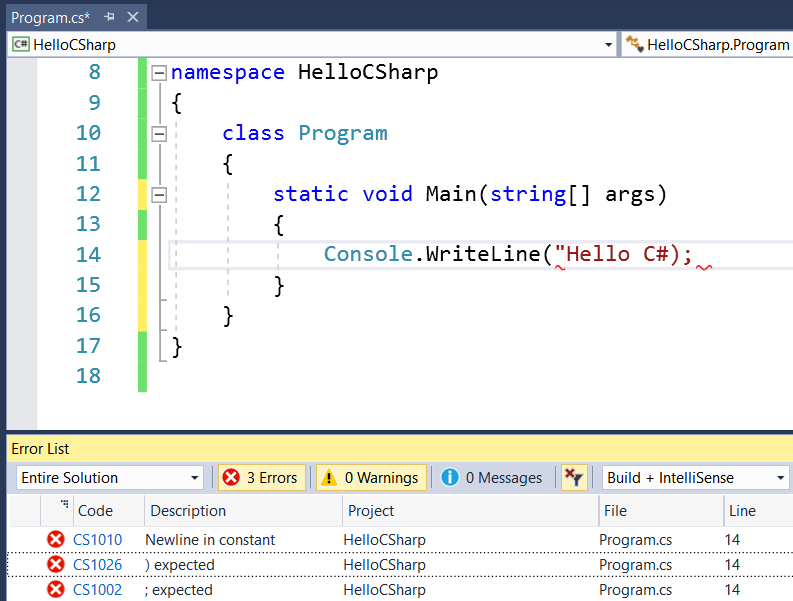 Program.cs*
HelloCSharp HelloCSharp.Program
8 namespace HelloCSharp
9 {
10 class Program
11 {
12 static void Main(string[] args)
13 {
14 Console.WriteLine("Hello C#);
15 }
16 }
17 }
18
Error List
Entire Solution 3 Errors 0 Warnings 0 Messages Build + IntelliSense
Code Description Project File Line
CS1010 Newline in constant HelloCSharp Program.cs 14
CS1026 ) expected HelloCSharp Program.cs 14
CS1002 ; expected HelloCSharp Program.cs 14